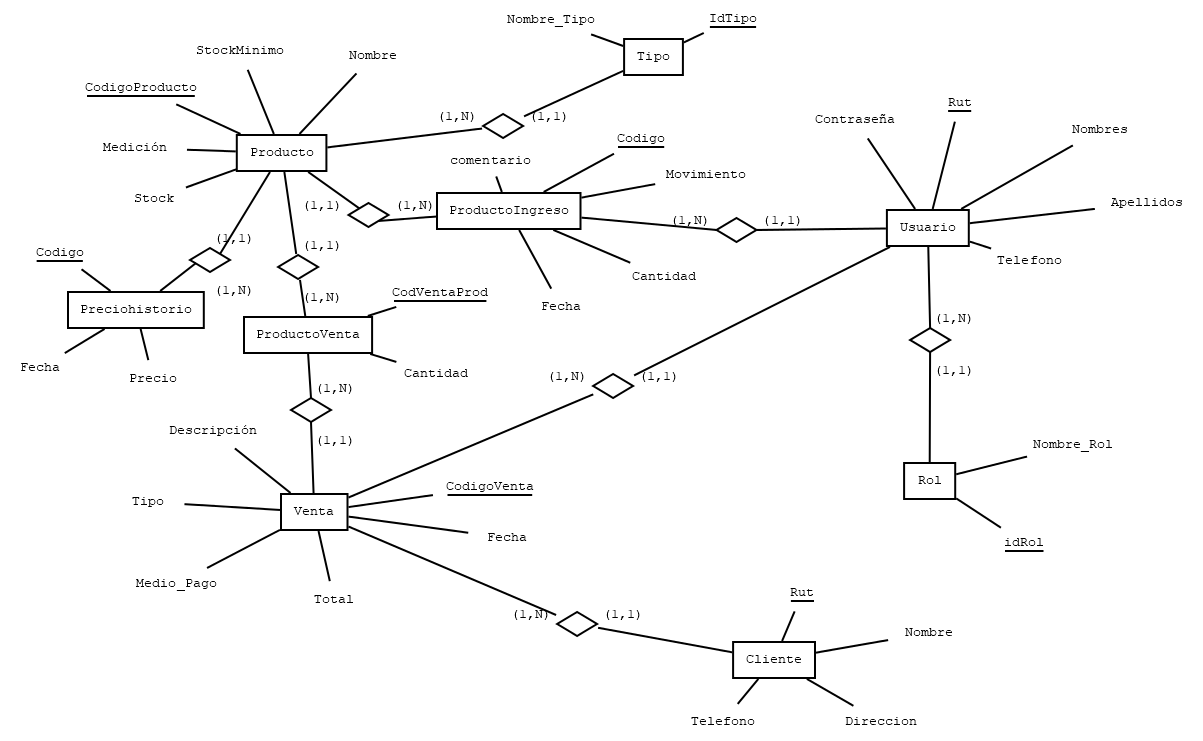 Nombre_Tipo
IdTipo
StockMinimo
Nombre
Tipo
CodigoProducto
(1,N)
(1,1)
Contraseña
Rut
Nombres
Medición
Producto
Codigo
comentario
Movimiento
Stock
(1,1)
(1,N)
ProductoIngreso
(1,N)
(1,1)
Apellidos
Usuario
Telefono
(1,1)
(1,1)
Codigo
Cantidad
(1,N)
(1,N)
CodVentaProd
Fecha
Preciohistorio
(1,N)
ProductoVenta
Fecha
Precio
Cantidad
(1,N)
(1,1)
(1,1)
(1,N)
Descripción
(1,1)
Nombre_Rol
Rol
Tipo
CodigoVenta
Venta
Fecha
idRol
Medio_Pago
Total
Rut
(1,N)
(1,1)
Nombre
Cliente
Telefono
Direccion